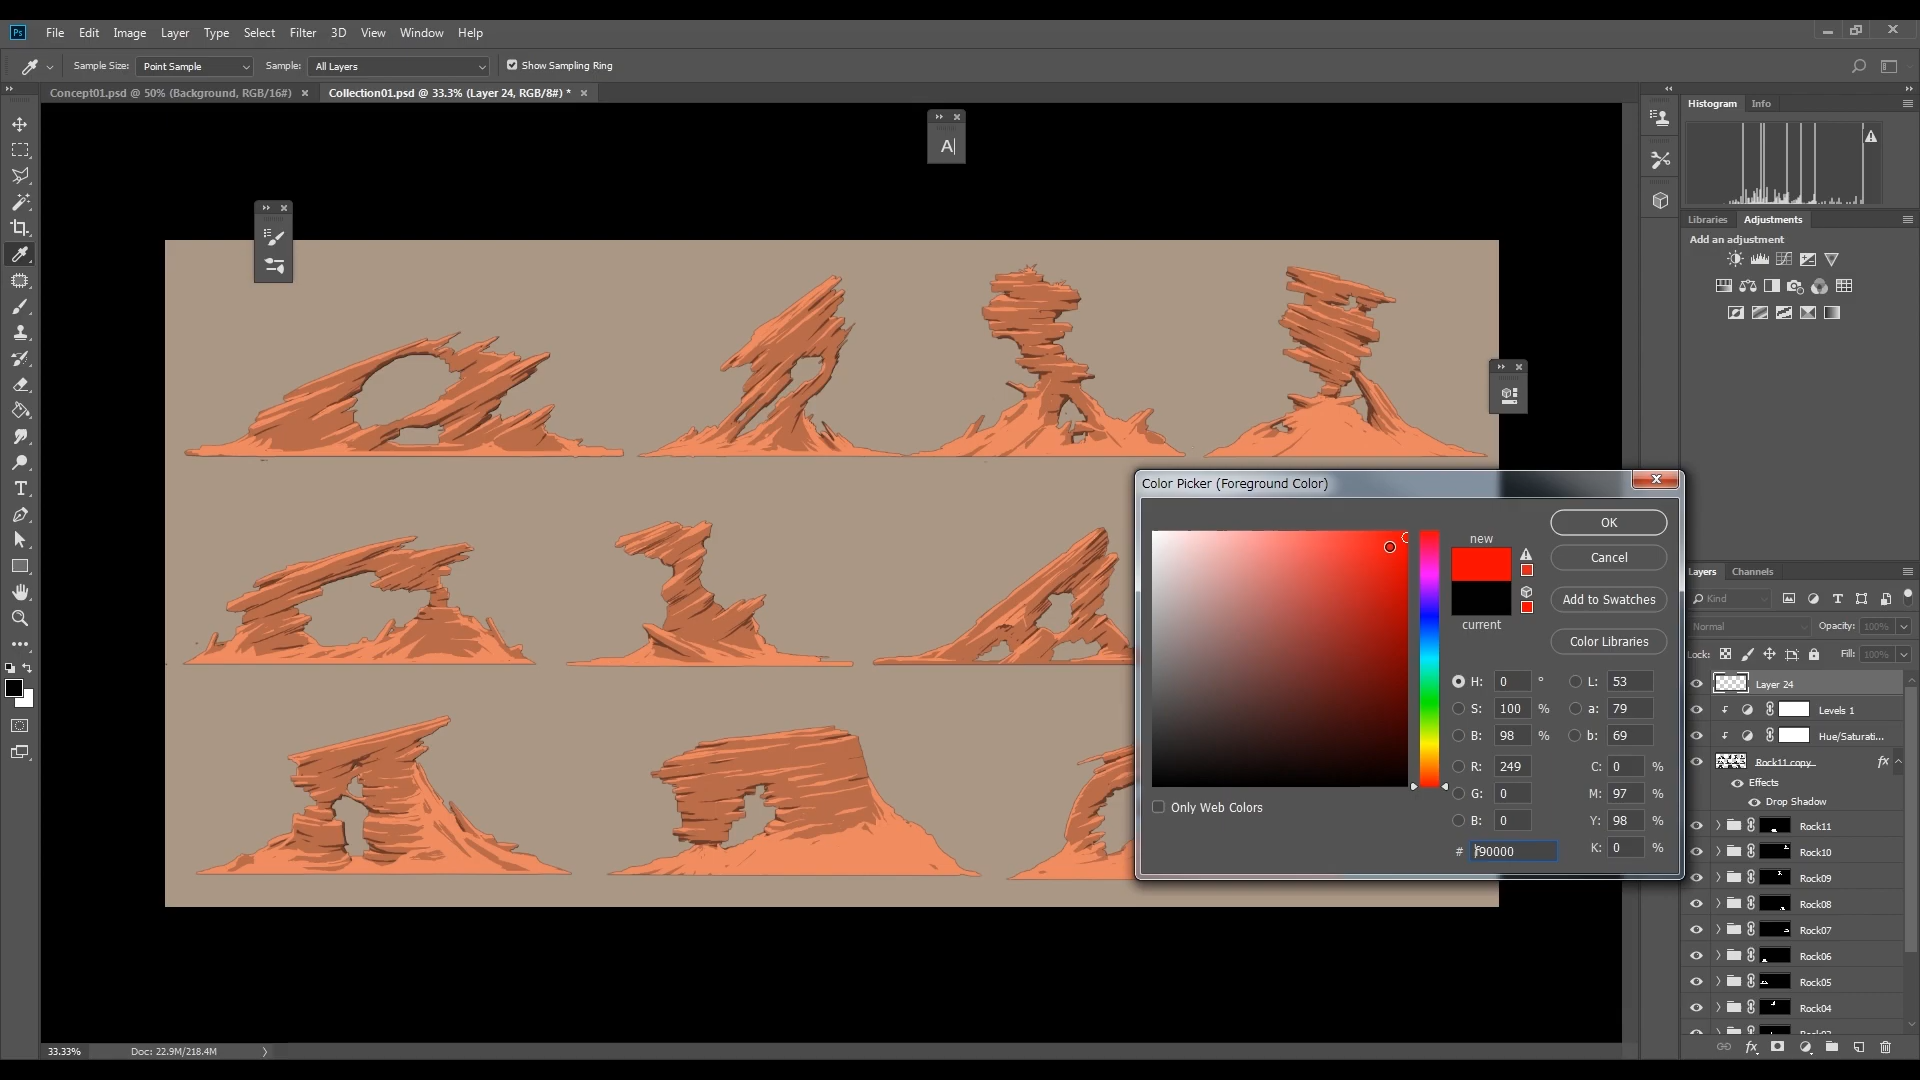 Ps File Edit Image Layer Type Select Filter 3D View Window Help
Sample Size: Point Sample Sample: All Layers Show Sampling Ring
Concept01.psd @ 50% (Background, RGB/16#) × Collection01.psd @ 33.3% (Layer 24, RGB/8#) * ×
Histogram Info
A
Libraries Adjustments
Add an adjustment
Color Picker (Foreground Color)
new
current
OK
Cancel
Add to Swatches
Color Libraries
H: 0 ° L: 53
S: 100 % a: 79
B: 98 % b: 69
R: 249 C: 0 %
G: 0 M: 97 %
B: 0 Y: 98 %
# f90000 K: 0 %
Only Web Colors
Layers Channels
Kind
Normal Opacity: 100%
Lock: Fill: 100%
Layer 24
Levels 1
Hue/Saturati...
Rock11 copy fx
Effects
Drop Shadow
Rock11
Rock10
Rock09
Rock08
Rock07
Rock06
Rock05
Rock04
33.33% Doc: 22.9M/218.4M
fx